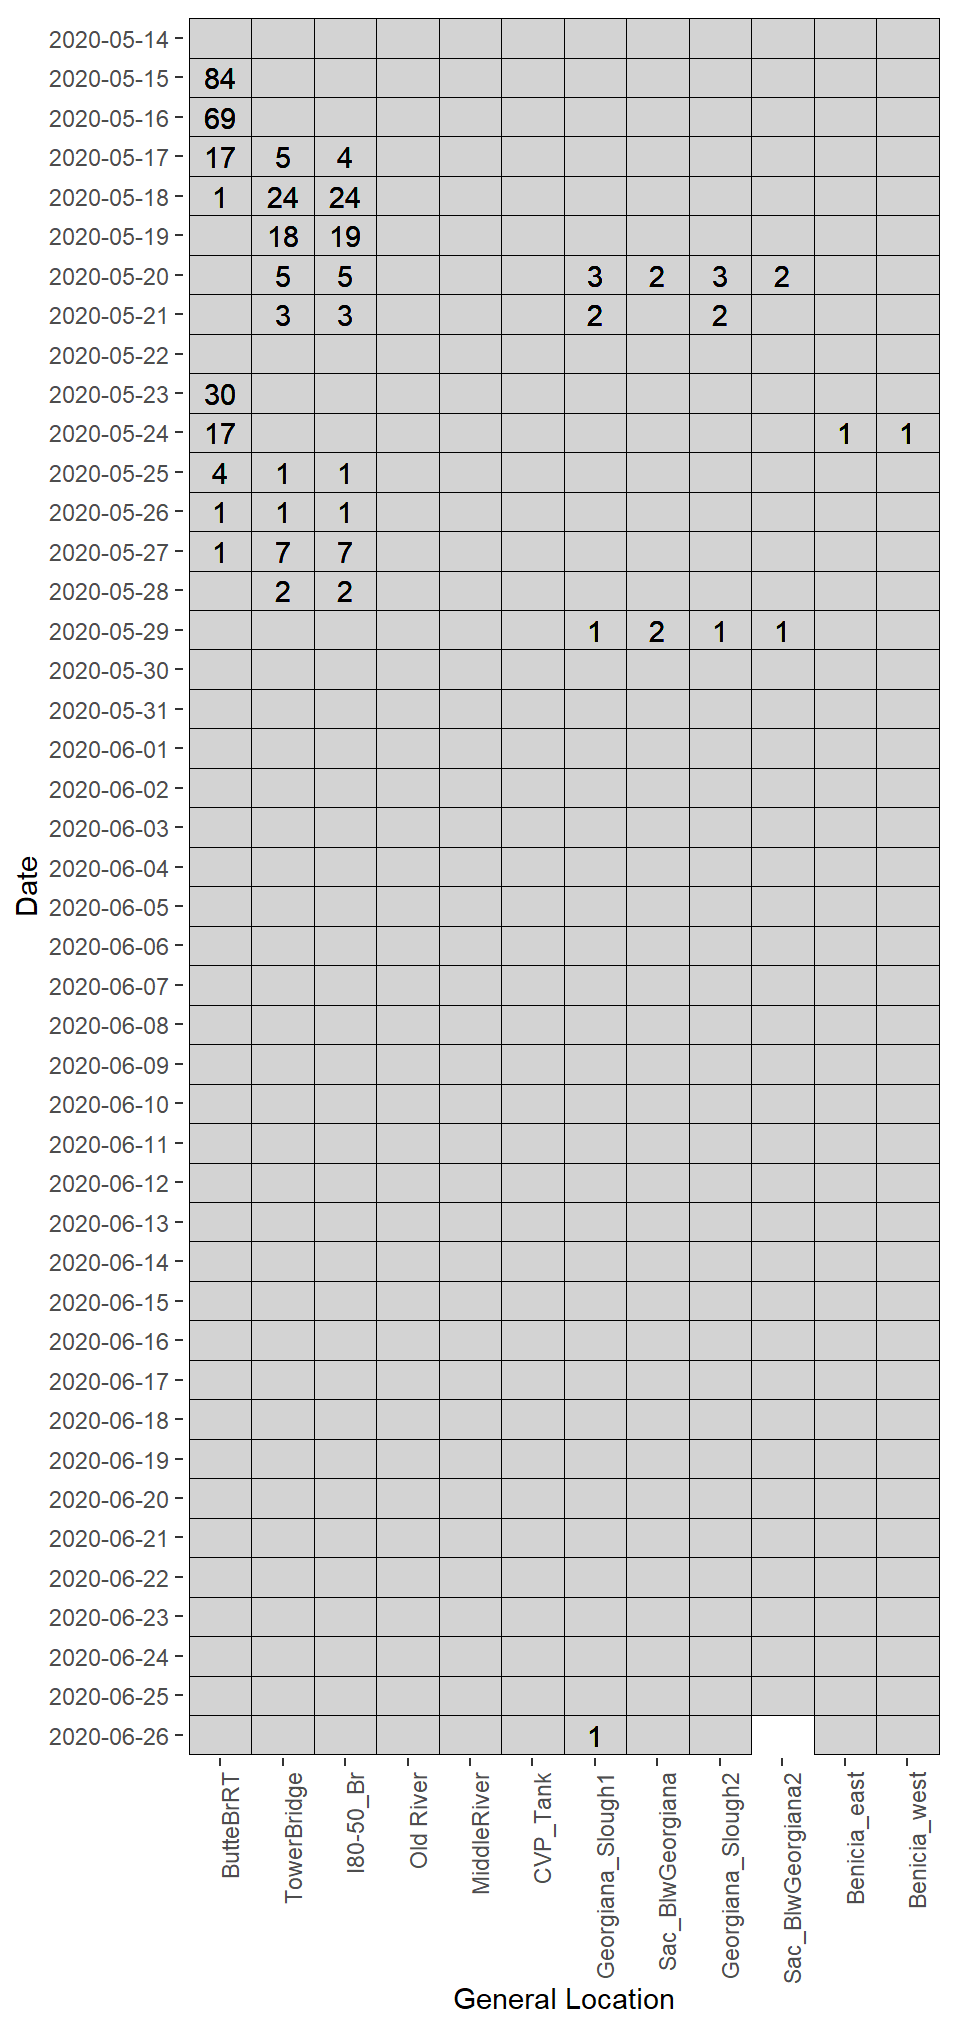 2020-05-14
2020-05-15 84
2020-05-16 69
2020-05-17 17 5 4
2020-05-18 1 24 24
2020-05-19 18 19
2020-05-20 5 5 3 2 3 2
2020-05-21 3 3 2 2
2020-05-22
2020-05-23 30
2020-05-24 17 1 1
2020-05-25 4 1 1
2020-05-26 1 1 1
2020-05-27 1 7 7
2020-05-28 2 2
2020-05-29 1 2 1 1
2020-05-30
2020-05-31
2020-06-01
2020-06-02
2020-06-03
2020-06-04
2020-06-05
2020-06-06
2020-06-07
2020-06-08
2020-06-09
2020-06-10
2020-06-11
2020-06-12
2020-06-13
2020-06-14
2020-06-15
2020-06-16
2020-06-17
2020-06-18
2020-06-19
2020-06-20
2020-06-21
2020-06-22
2020-06-23
2020-06-24
2020-06-25
2020-06-26 1
Date
ButteBrRT
TowerBridge
I80-50_Br
Old River
MiddleRiver
CVP_Tank
Georgiana_Slough1
Sac_BlwGeorgiana
Georgiana_Slough2
Sac_BlwGeorgiana2
Benicia_east
Benicia_west
General Location